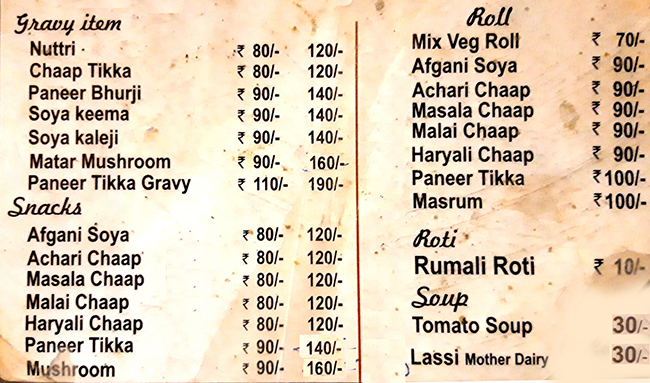 Gravy item
Nuttri ₹ 80/- 120/-
Chaap Tikka ₹ 80/- 120/-
Paneer Bhurji ₹ 90/- 140/-
Soya keema ₹ 90/- 140/-
Soya kaleji ₹ 90/- 140/-
Matar Mushroom ₹ 90/- 160/-
Paneer Tikka Gravy ₹ 110/- 190/-
Snacks
Afgani Soya ₹ 80/- 120/-
Achari Chaap ₹ 80/- 120/-
Masala Chaap ₹ 80/- 120/-
Malai Chaap ₹ 80/- 120/-
Haryali Chaap ₹ 80/- 120/-
Paneer Tikka ₹ 90/- 140/-
Mushroom ₹ 90/- 160/-
Roll
Mix Veg Roll ₹ 70/-
Afgani Soya ₹ 90/-
Achari Chaap ₹ 90/-
Masala Chaap ₹ 90/-
Malai Chaap ₹ 90/-
Haryali Chaap ₹ 90/-
Paneer Tikka ₹ 100/-
Masrum ₹ 100/-
Roti
Rumali Roti ₹ 10/-
Soup
Tomato Soup 30/-
Lassi Mother Dairy 30/-